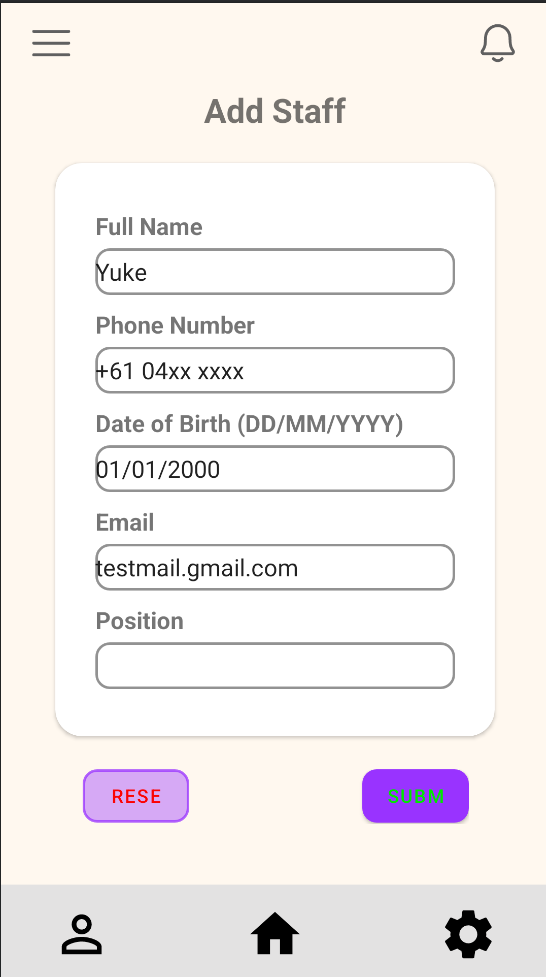 Add Staff
Full Name
Yuke
Phone Number
+61 04xx xxxx
Date of Birth (DD/MM/YYYY)
01/01/2000
Email
testmail.gmail.com
Position
RESE
SUBM